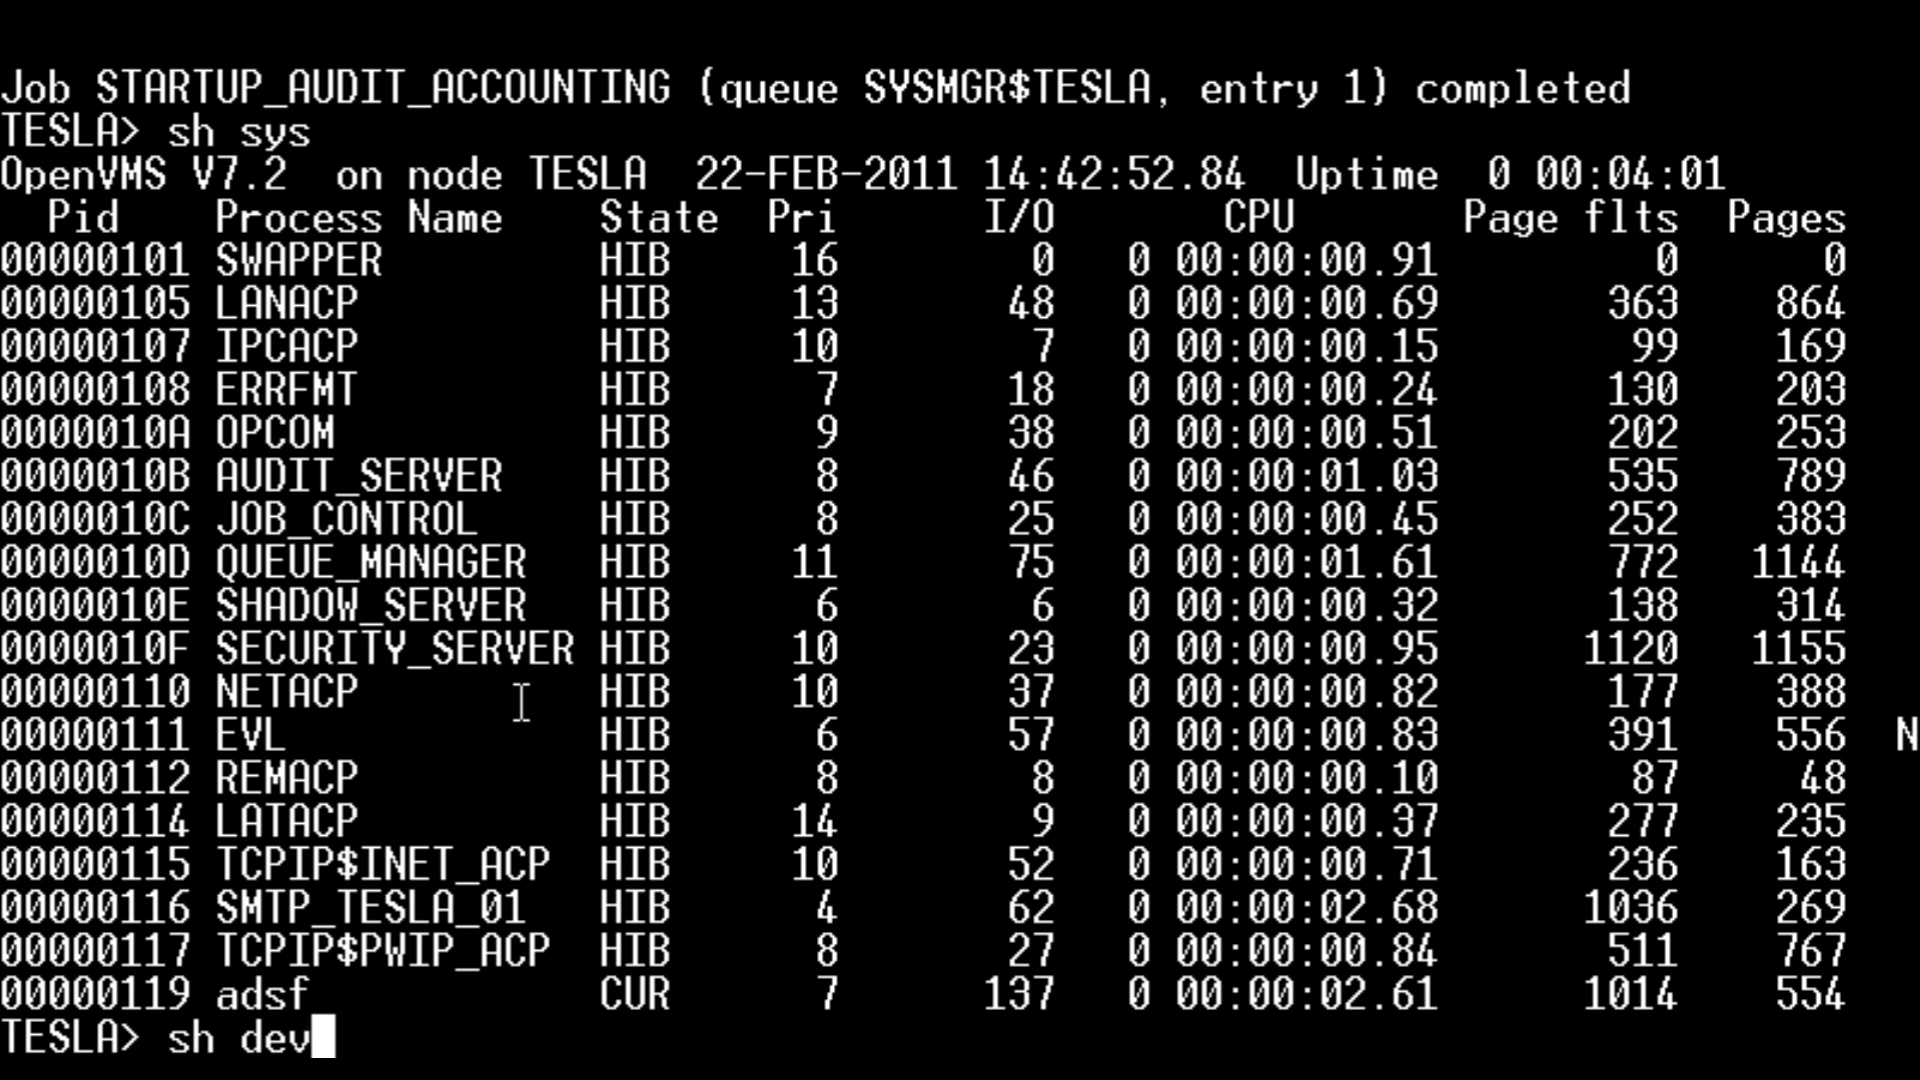 Job STARTUP_AUDIT_ACCOUNTING (queue SYSMGR$TESLA, entry 1) completed
TESLA> sh sys
OpenVMS V7.2  on node TESLA  22-FEB-2011 14:42:52.84  Uptime  0 00:04:01
  Pid    Process Name    State  Pri      I/O       CPU       Page flts  Pages
00000101 SWAPPER         HIB     16        0   0 00:00:00.91         0      0
00000105 LANACP          HIB     13       48   0 00:00:00.69       363    864
00000107 IPCACP          HIB     10        7   0 00:00:00.15        99    169
00000108 ERRFMT          HIB      7       18   0 00:00:00.24       130    203
0000010A OPCOM           HIB      9       38   0 00:00:00.51       202    253
0000010B AUDIT_SERVER    HIB      8       46   0 00:00:01.03       535    789
0000010C JOB_CONTROL     HIB      8       25   0 00:00:00.45       252    383
0000010D QUEUE_MANAGER   HIB     11       75   0 00:00:01.61       772   1144
0000010E SHADOW_SERVER   HIB      6        6   0 00:00:00.32       138    314
0000010F SECURITY_SERVER HIB     10       23   0 00:00:00.95      1120   1155
00000110 NETACP          HIB     10       37   0 00:00:00.82       177    388
00000111 EVL             HIB      6       57   0 00:00:00.83       391    556  N
00000112 REMACP          HIB      8        8   0 00:00:00.10        87     48
00000114 LATACP          HIB     14        9   0 00:00:00.37       277    235
00000115 TCPIP$INET_ACP  HIB     10       52   0 00:00:00.71       236    163
00000116 SMTP_TESLA_01   HIB      4       62   0 00:00:02.68      1036    269
00000117 TCPIP$PWIP_ACP  HIB      8       27   0 00:00:00.84       511    767
00000119 adsf            CUR      7      137   0 00:00:02.61      1014    554
TESLA> sh dev